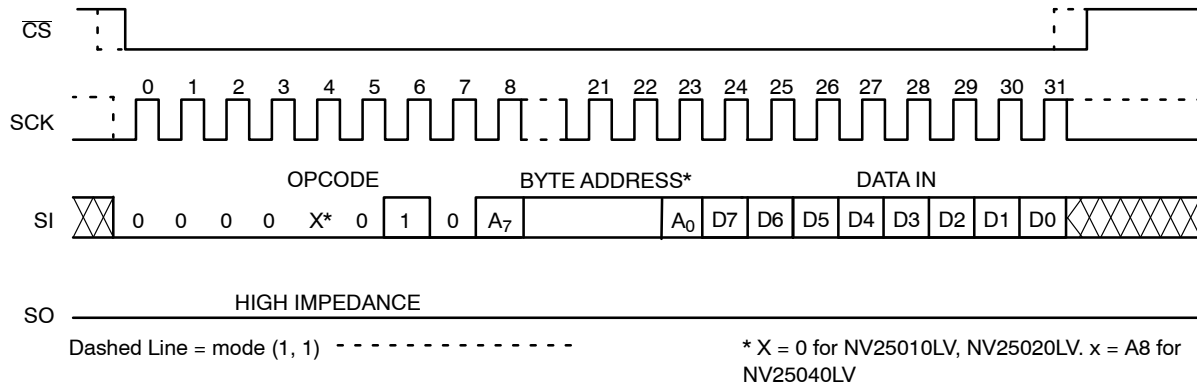 CS
0 1 2 3 4 5 6 7 8 21 22 23 24 25 26 27 28 29 30 31
SCK
OPCODE BYTE ADDRESS* DATA IN
SI 0 0 0 0 X* 0 1 0 A7 A0 D7 D6 D5 D4 D3 D2 D1 D0
HIGH IMPEDANCE
SO
Dashed Line = mode (1, 1)
* X = 0 for NV25010LV, NV25020LV. x = A8 for
NV25040LV